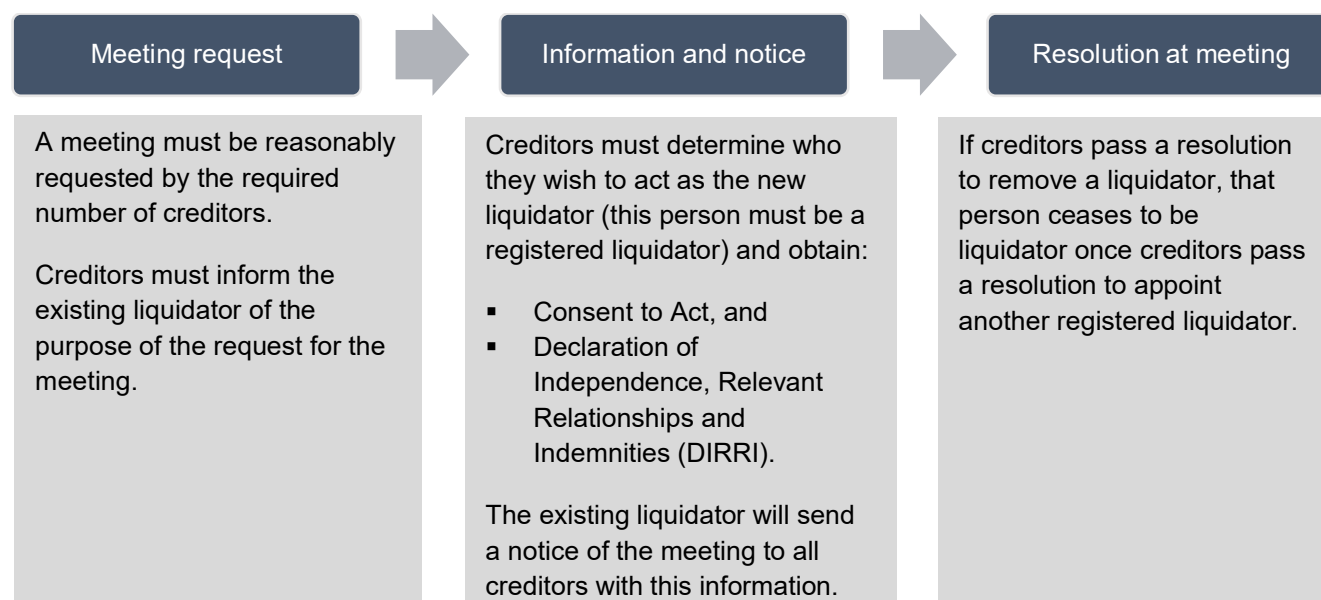 Meeting request
Information and notice
Resolution at meeting
A meeting must be reasonably
requested by the required
number of creditors.
Creditors must inform the
existing liquidator of the
purpose of the request for the
meeting.
Creditors must determine who
they wish to act as the new
liquidator (this person must be a
registered liquidator) and obtain:
▪ Consent to Act, and
▪ Declaration of
Independence, Relevant
Relationships and
Indemnities (DIRRI).
The existing liquidator will send
a notice of the meeting to all
creditors with this information.
If creditors pass a resolution
to remove a liquidator, that
person ceases to be
liquidator once creditors pass
a resolution to appoint
another registered liquidator.